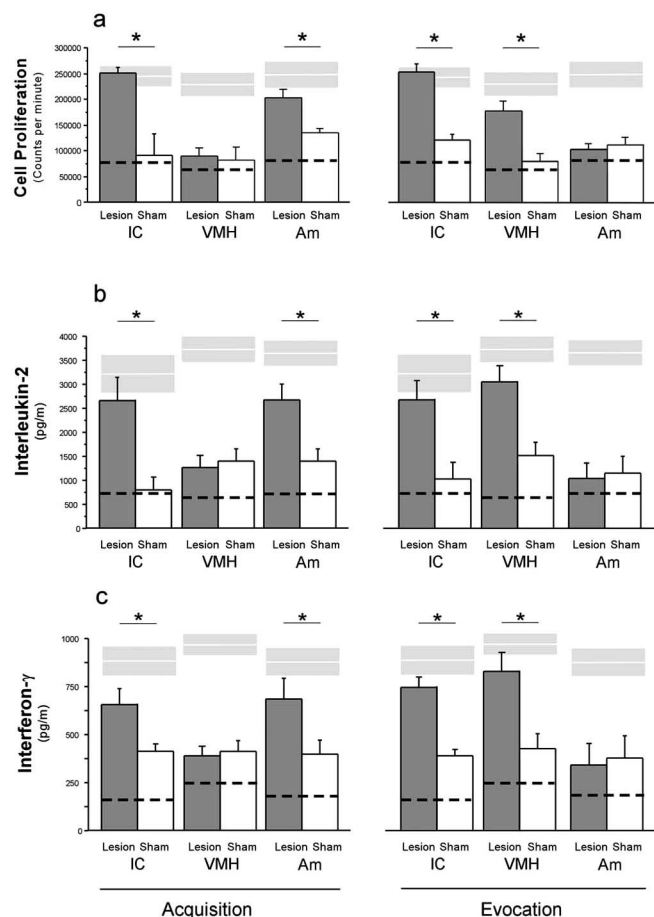 a
* * * *
Cell Proliferation
(Counts per minute)
300000
250000
200000
150000
100000
50000
0
Lesion Sham Lesion Sham Lesion Sham Lesion Sham Lesion Sham Lesion Sham
IC VMH Am IC VMH Am
b
* * * *
Interleukin-2
(pg/m)
4000
3500
3000
2500
2000
1500
1000
500
0
Lesion Sham Lesion Sham Lesion Sham Lesion Sham Lesion Sham Lesion Sham
IC VMH Am IC VMH Am
c
* * * *
Interferon-γ
(pg/m)
1000
750
500
250
0
Lesion Sham Lesion Sham Lesion Sham Lesion Sham Lesion Sham Lesion Sham
IC VMH Am IC VMH Am
Acquisition Evocation